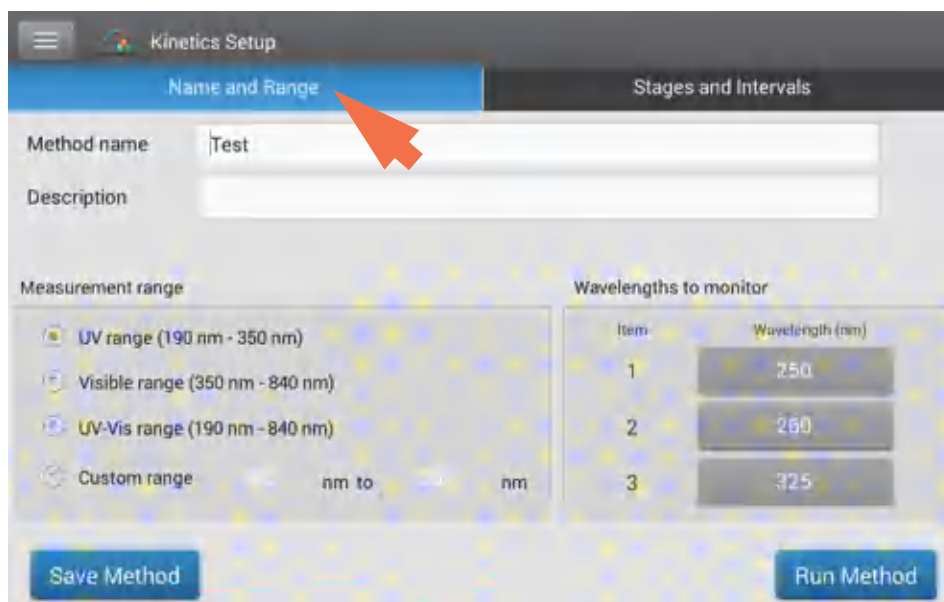 Kinetics Setup
Name and Range
Stages and Intervals
Method name
Test
Description
Measurement range
UV range (190 nm - 350 nm)
Visible range (350 nm - 840 nm)
UV-Vis range (190 nm - 840 nm)
Custom range nm to nm
Wavelengths to monitor
Item Wavelength (nm)
1 250
2 260
3 325
Save Method
Run Method